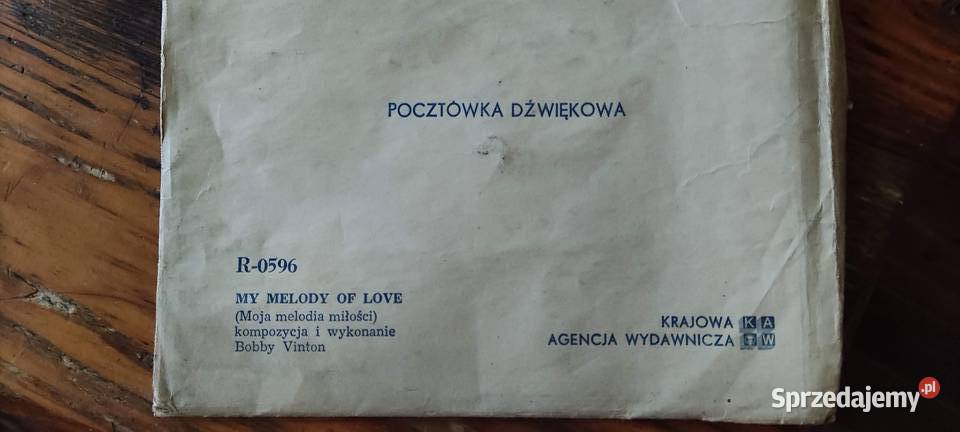 POCZTÓWKA DŹWIĘKOWA
R-0596
MY MELODY OF LOVE
(Moja melodia miłości)
kompozycja i wykonanie
Bobby Vinton
KRAJOWA KA
AGENCJA WYDAWNICZA W
Sprzedajemy.pl